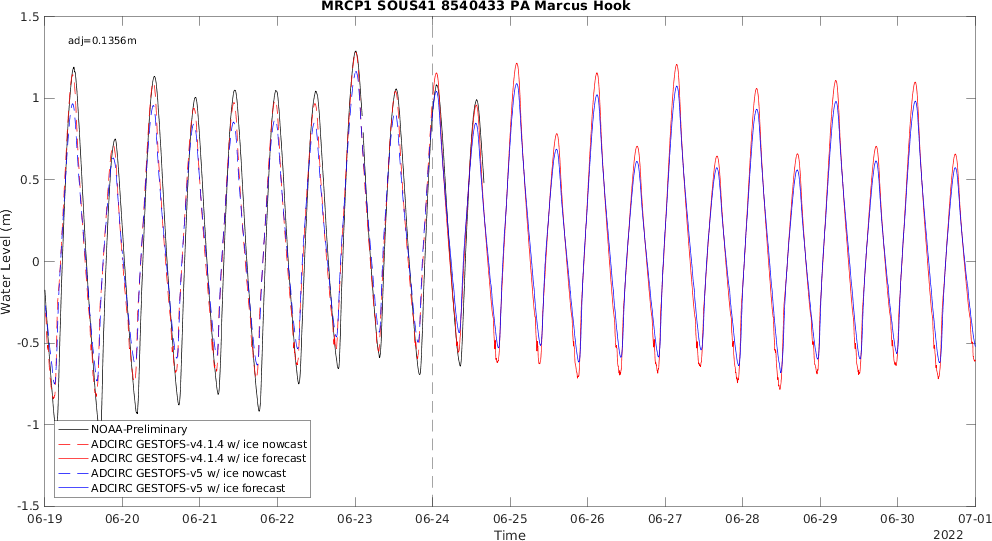 MRCP1 SOUS41 8540433 PA Marcus Hook
adj=0.1356m
1.5
1
0.5
0
-0.5
-1
-1.5
Water Level (m)
NOAA-Preliminary
ADCIRC GESTOFS-v4.1.4 w/ ice nowcast
ADCIRC GESTOFS-v4.1.4 w/ ice forecast
ADCIRC GESTOFS-v5 w/ ice nowcast
ADCIRC GESTOFS-v5 w/ ice forecast
06-19 06-20 06-21 06-22 06-23 06-24 06-25 06-26 06-27 06-28 06-29 06-30 07-01
Time
2022